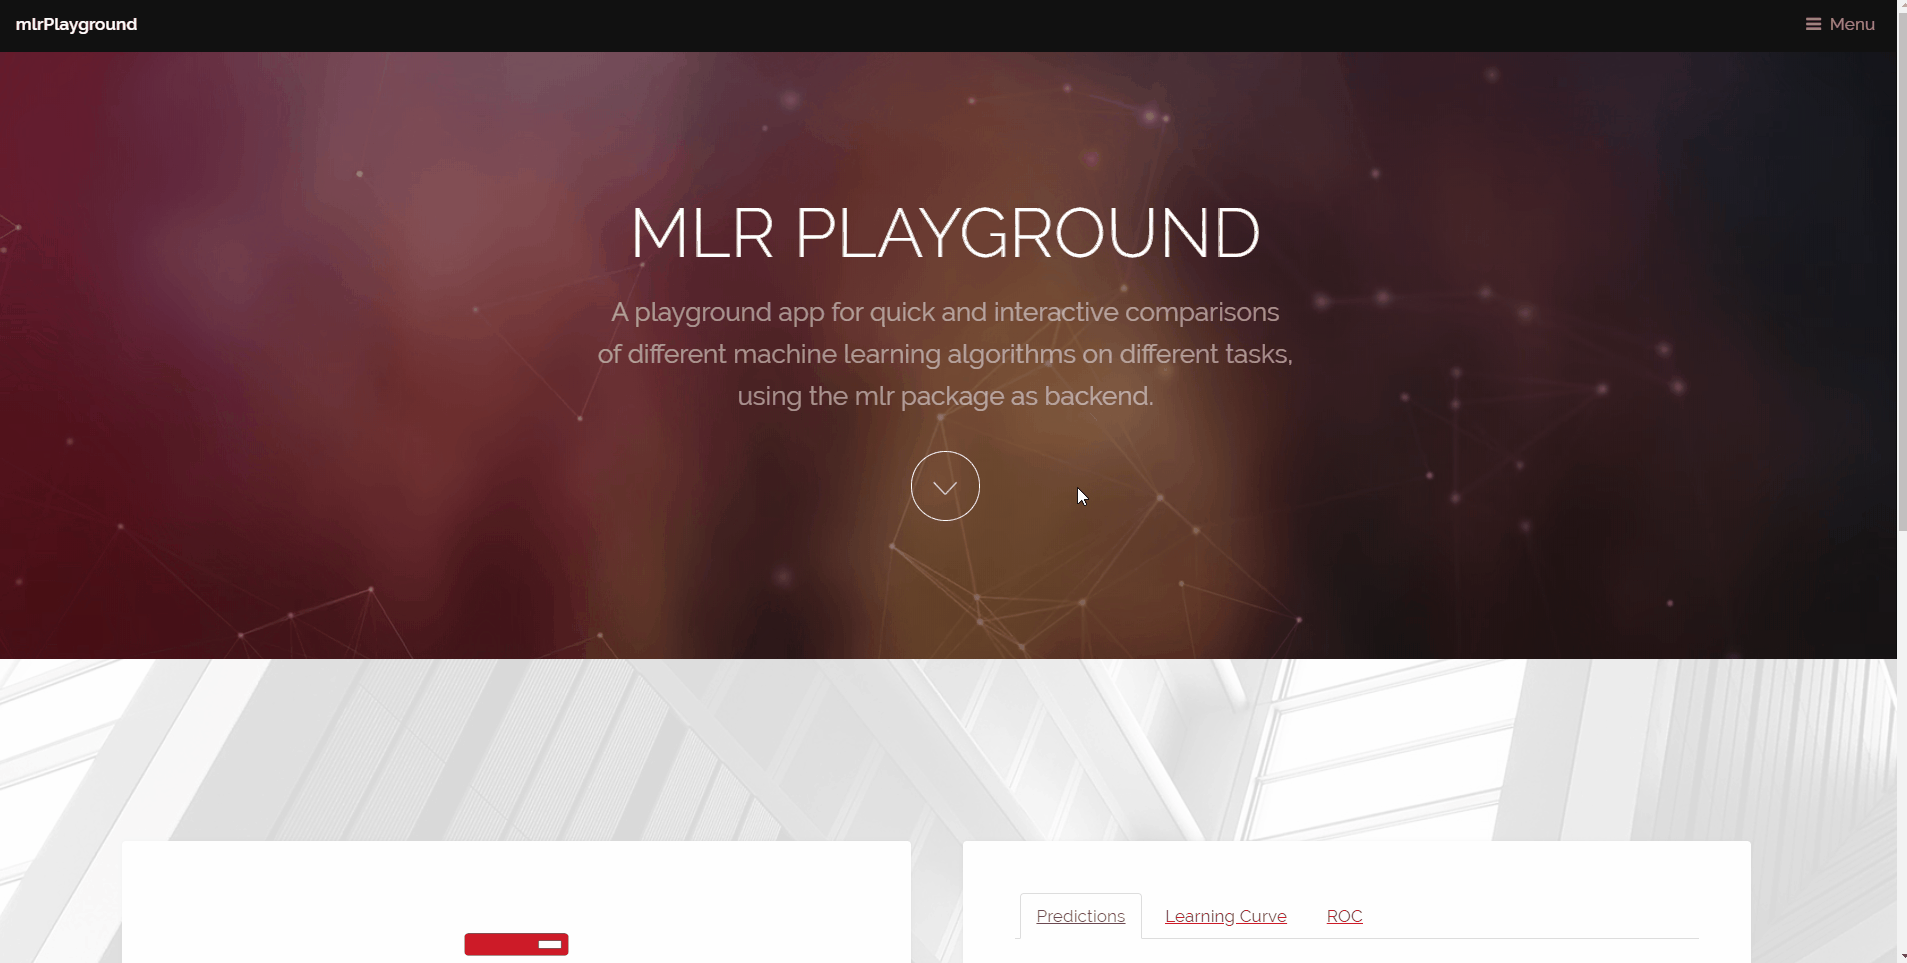 mlrPlayground
Menu
MLR PLAYGROUND
A playground app for quick and interactive comparisons
of different machine learning algorithms on different tasks,
using the mlr package as backend.
Predictions
Learning Curve
ROC